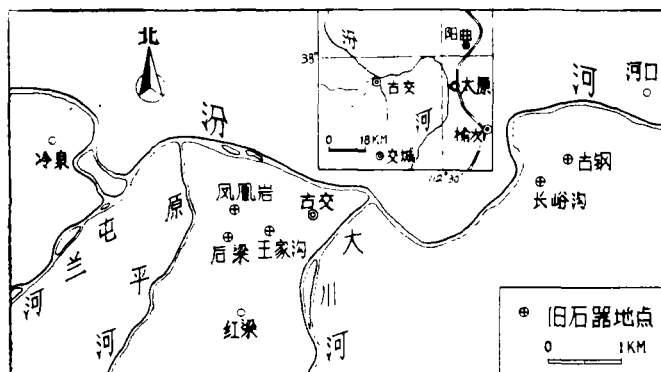 北
汾
河
河口
冷泉
古钢
长峪沟
凤凰岩
古交
后梁
王家沟
红梁
屯兰河
原平河
大川河
38°
汾
河
阳曲
古交
太原
榆次
交城
0 18KM
112°30′
⊕ 旧石器地点
0 1KM